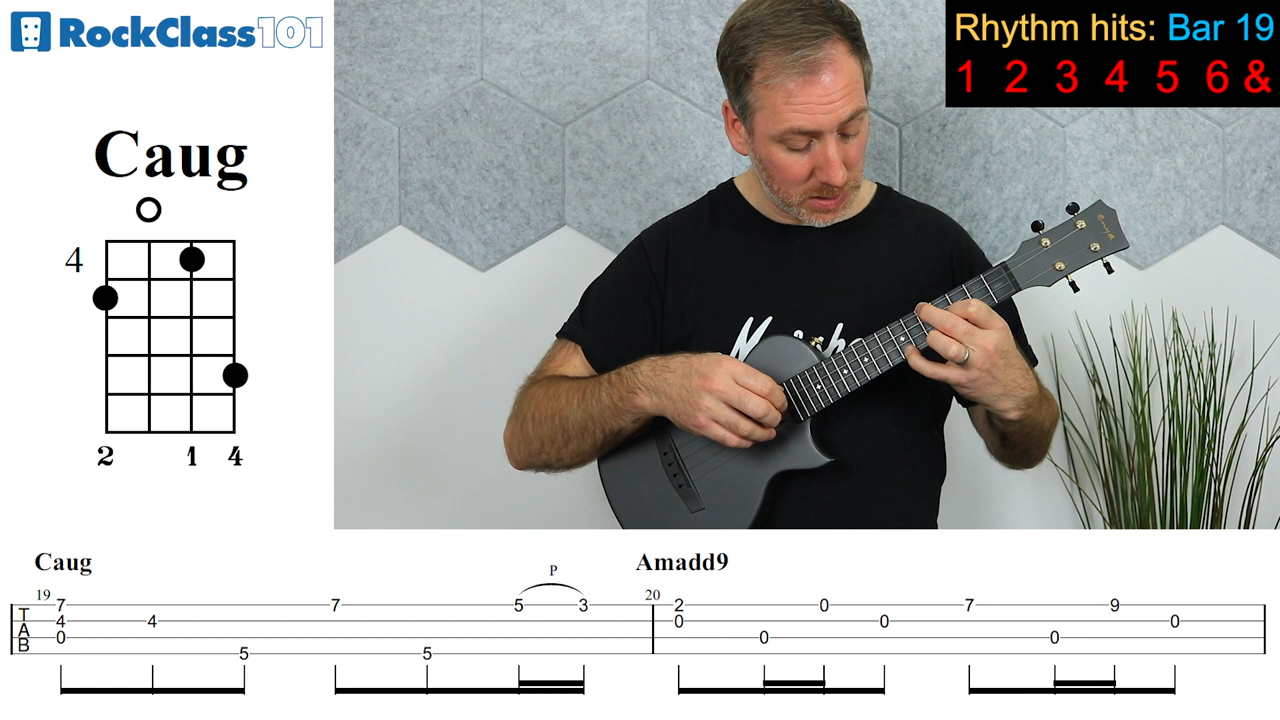 RockClass101
Rhythm hits: Bar 19
1 2 3 4 5 6 &
Caug
4
2 1 4
Caug Amadd9
P
19 20
7 7 5 3 2 0 7 9
T 4 4 0 0 0
A 0 0 0
B 5 5